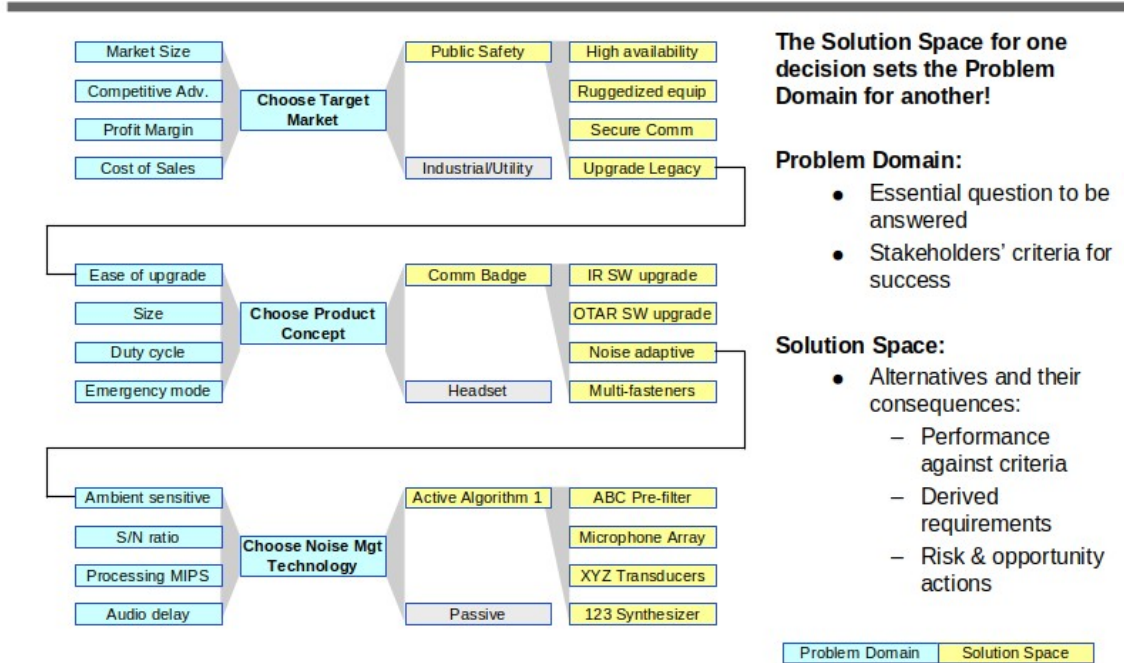 Market Size
Competitive Adv.
Profit Margin
Cost of Sales
Choose Target
Market
Public Safety
Industrial/Utility
High availability
Ruggedized equip
Secure Comm
Upgrade Legacy
Ease of upgrade
Size
Duty cycle
Emergency mode
Choose Product
Concept
Comm Badge
Headset
IR SW upgrade
OTAR SW upgrade
Noise adaptive
Multi-fasteners
Ambient sensitive
S/N ratio
Processing MIPS
Audio delay
Choose Noise Mgt
Technology
Active Algorithm 1
Passive
ABC Pre-filter
Microphone Array
XYZ Transducers
123 Synthesizer
The Solution Space for one
decision sets the Problem
Domain for another!
Problem Domain:
● Essential question to be
answered
● Stakeholders’ criteria for
success
Solution Space:
● Alternatives and their
consequences:
– Performance
against criteria
– Derived
requirements
– Risk & opportunity
actions
Problem Domain
Solution Space